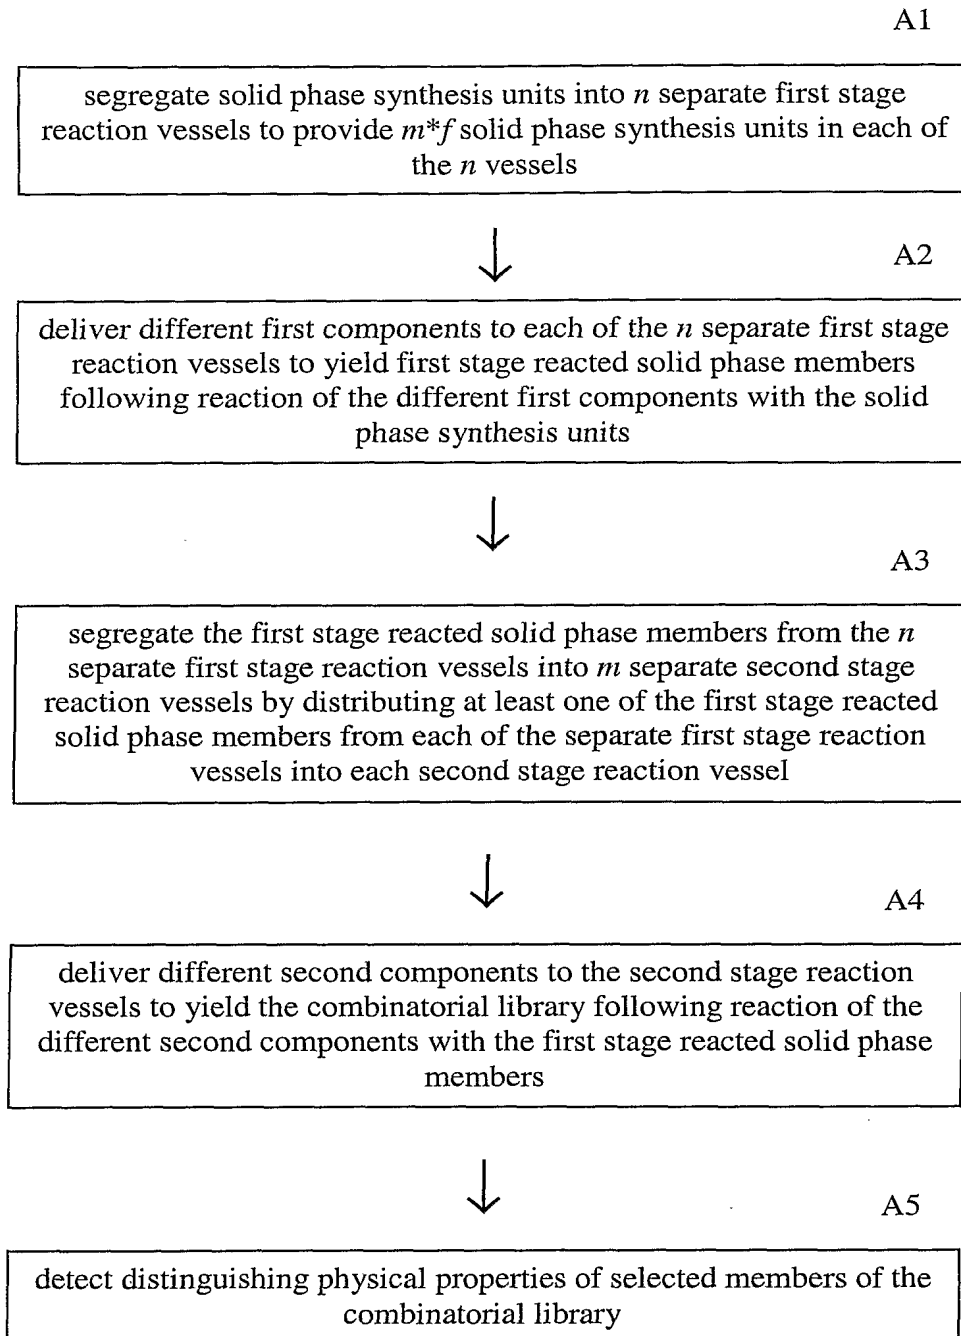 A1
segregate solid phase synthesis units into n separate first stage
reaction vessels to provide m*f solid phase synthesis units in each of
the n vessels
A2
deliver different first components to each of the n separate first stage
reaction vessels to yield first stage reacted solid phase members
following reaction of the different first components with the solid
phase synthesis units
A3
segregate the first stage reacted solid phase members from the n
separate first stage reaction vessels into m separate second stage
reaction vessels by distributing at least one of the first stage reacted
solid phase members from each of the separate first stage reaction
vessels into each second stage reaction vessel
A4
deliver different second components to the second stage reaction
vessels to yield the combinatorial library following reaction of the
different second components with the first stage reacted solid phase
members
A5
detect distinguishing physical properties of selected members of the
combinatorial library